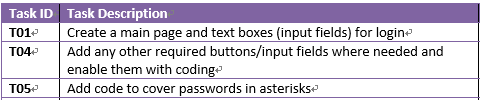 Task ID Task Description
T01 Create a main page and text boxes (input fields) for login
T04 Add any other required buttons/input fields where needed and
enable them with coding
T05 Add code to cover passwords in asterisks